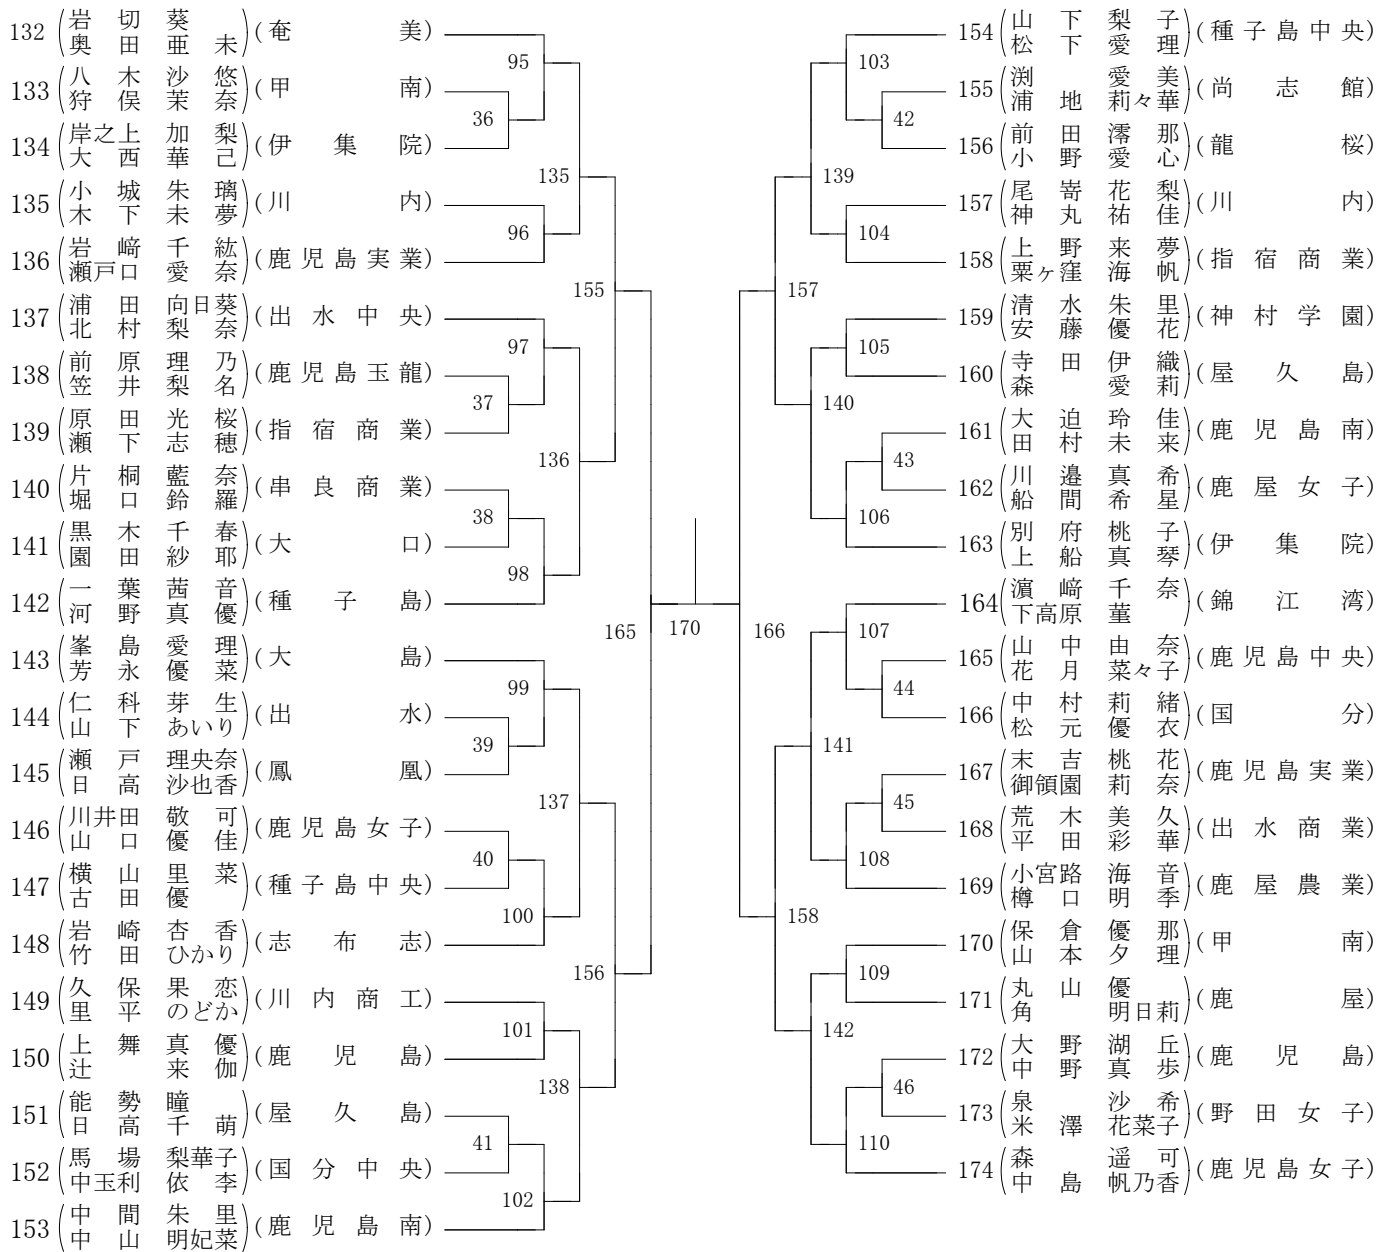 132 岩切葵 奥田亜未 (奄美)
133 八木沙悠 狩俣茉奈 (甲南)
134 岸之上加梨 大西華己 (伊集院)
135 小城朱璃 木下未夢 (川内)
136 岩﨑千紘 瀬戸口愛奈 (鹿児島実業)
137 浦田向日葵 北村梨奈 (出水中央)
138 前原理乃 笠井梨名 (鹿児島玉龍)
139 原田光桜 瀬下志穂 (指宿商業)
140 片桐藍奈 堀口鈴羅 (串良商業)
141 黒木千春 園田紗耶 (大口)
142 一葉茜音 河野真優 (種子島)
143 峯島愛理 芳永優菜 (大島)
144 仁科芽生 山下あいり (出水)
145 瀬戸理央奈 日高沙也香 (鳳凰)
146 川井田敬可 山口優佳 (鹿児島女子)
147 横山里菜 古田優 (種子島中央)
148 岩崎杏香 竹田ひかり (志布志)
149 久保果恋 里平のどか (川内商工)
150 上舞真優 辻来伽 (鹿児島)
151 能勢瞳 日高千萌 (屋久島)
152 馬場梨華子 中玉利依李 (国分中央)
153 中間朱里 中山明妃菜 (鹿児島南)
95
36
135
96
155
97
37
136
38
98
165
170
99
39
137
40
100
156
101
138
41
102
154 山下梨子 松下愛理 (種子島中央)
155 渕愛美 浦地莉々華 (尚志館)
156 前田澪那 小野愛心 (龍桜)
157 尾嵜花梨 神丸祐佳 (川内)
158 上野来夢 粟ヶ窪海帆 (指宿商業)
159 清水朱里 安藤優花 (神村学園)
160 寺田伊織 森愛莉 (屋久島)
161 大迫玲佳 田村未来 (鹿児島南)
162 川邉真希 船間希星 (鹿屋女子)
163 別府桃子 上船真琴 (伊集院)
164 濵﨑千奈 下高原菫 (錦江湾)
165 山中由奈 花月菜々子 (鹿児島中央)
166 中村莉緒 松元優衣 (国分)
167 末吉桃花 御領園莉奈 (鹿児島実業)
168 荒木美久 平田彩華 (出水商業)
169 小宮路海音 樽口明季 (鹿屋農業)
170 保倉優那 山本夕理 (甲南)
171 丸山優 角明日莉 (鹿屋)
172 大野湖丘 中野真歩 (鹿児島)
173 泉沙希 米澤花菜子 (野田女子)
174 森遥可 中島帆乃香 (鹿児島女子)
103
42
139
104
157
105
140
43
106
166
107
44
141
45
108
158
109
142
46
110